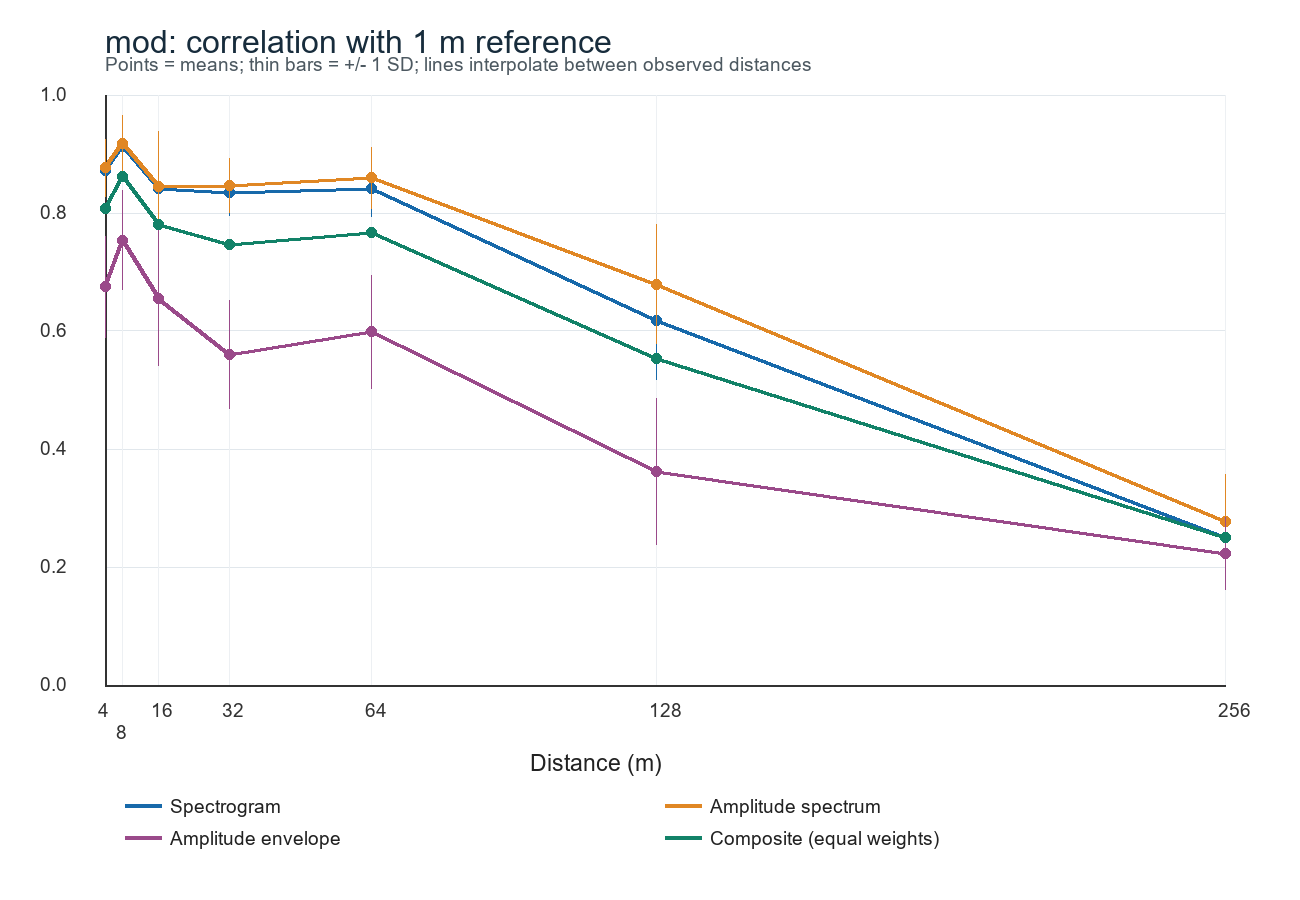 mod: correlation with 1 m reference
Points = means; thin bars = +/- 1 SD; lines interpolate between observed distances
1.0
0.8
0.6
0.4
0.2
0.0
4 16 32 64 128 256
8
Distance (m)
Spectrogram Amplitude spectrum
Amplitude envelope Composite (equal weights)